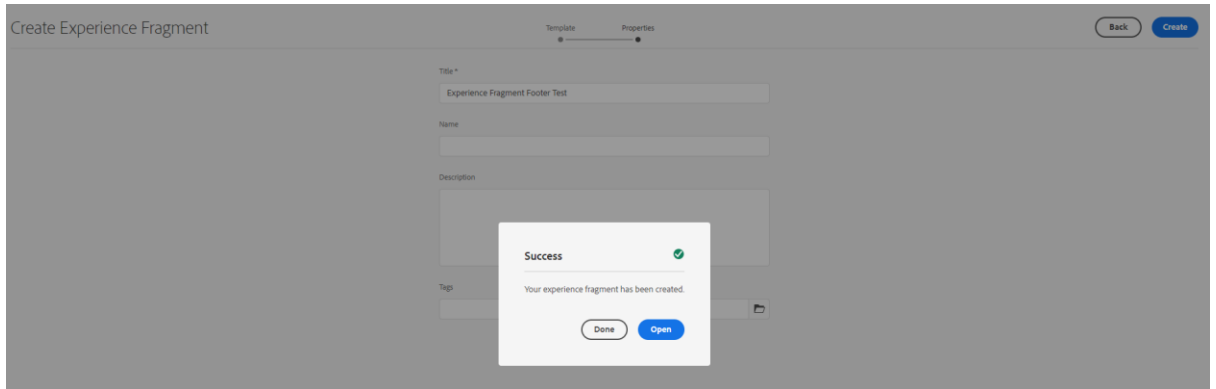 Create Experience Fragment
Template Properties
Back Create
Title *
Experience Fragment Footer Test
Name
Description
Success
Your experience fragment has been created.
Tags
Done Open